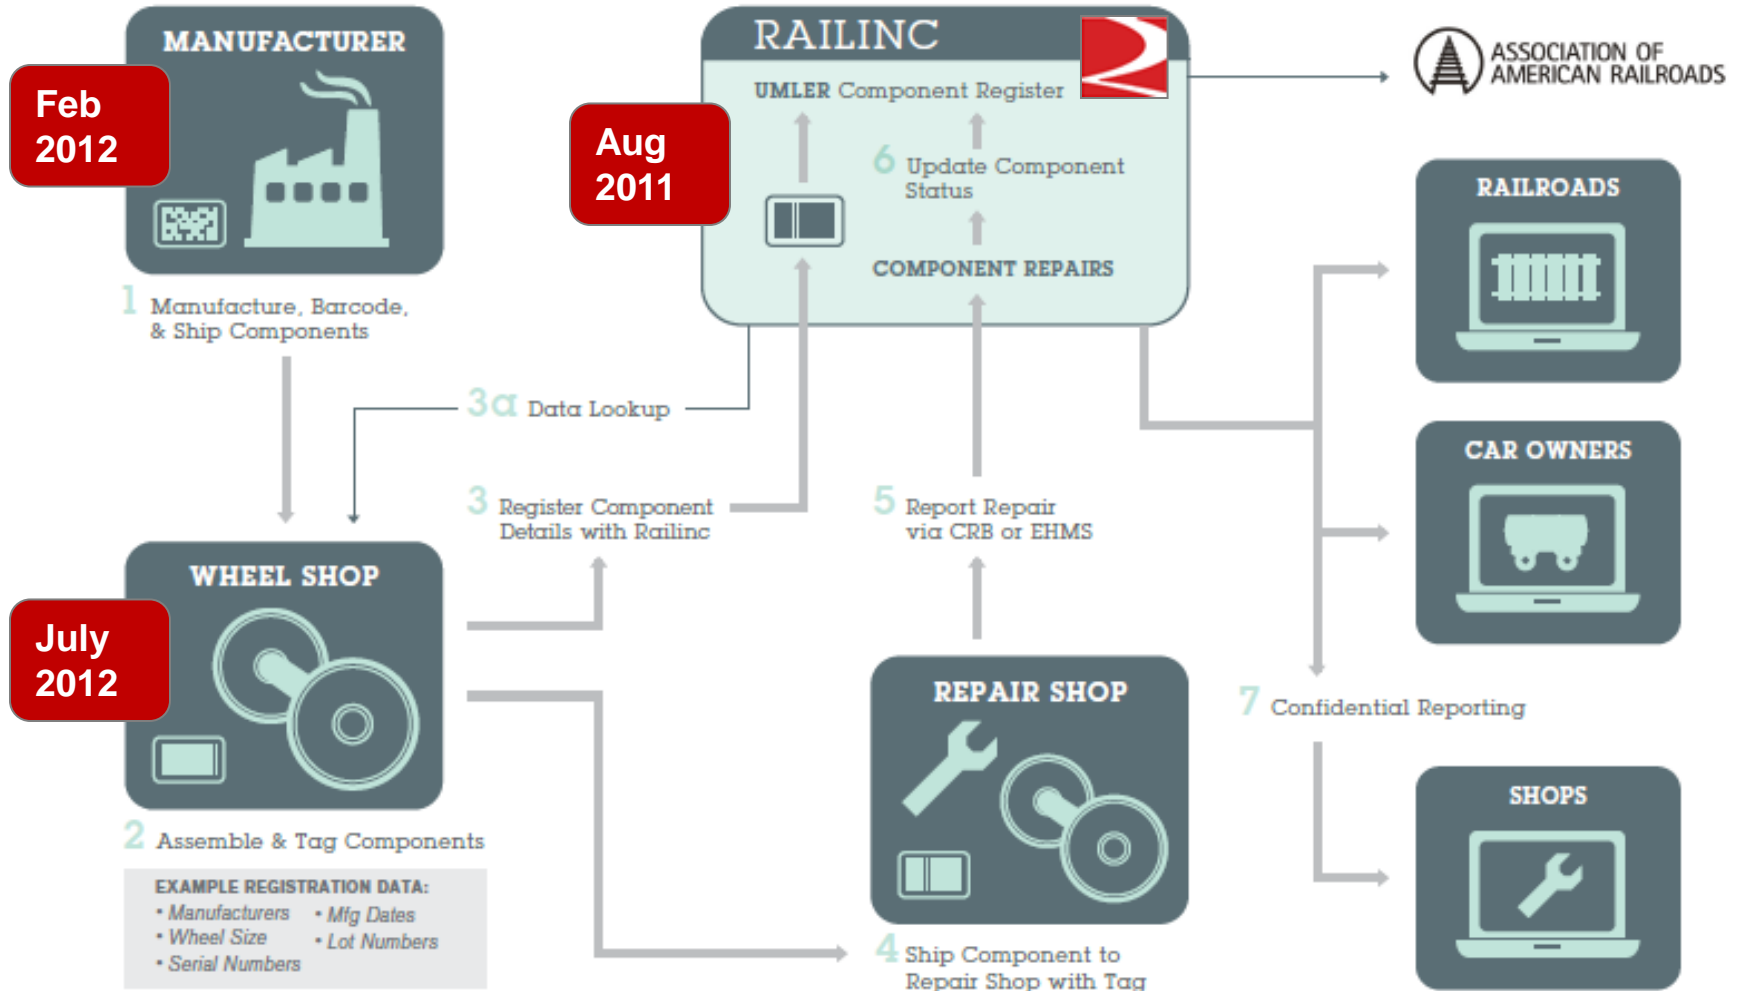 MANUFACTURER
Feb
2012
1 Manufacture, Barcode,
& Ship Components
RAILINC
UMLER Component Register
Aug
2011
6 Update Component
Status
COMPONENT REPAIRS
ASSOCIATION OF
AMERICAN RAILROADS
RAILROADS
CAR OWNERS
3a Data Lookup
3 Register Component
Details with Railinc
5 Report Repair
via CRB or EHMS
WHEEL SHOP
July
2012
2 Assemble & Tag Components
EXAMPLE REGISTRATION DATA:
• Manufacturers
• Mfg Dates
• Wheel Size
• Lot Numbers
• Serial Numbers
REPAIR SHOP
4 Ship Component to
Repair Shop with Tag
7 Confidential Reporting
SHOPS